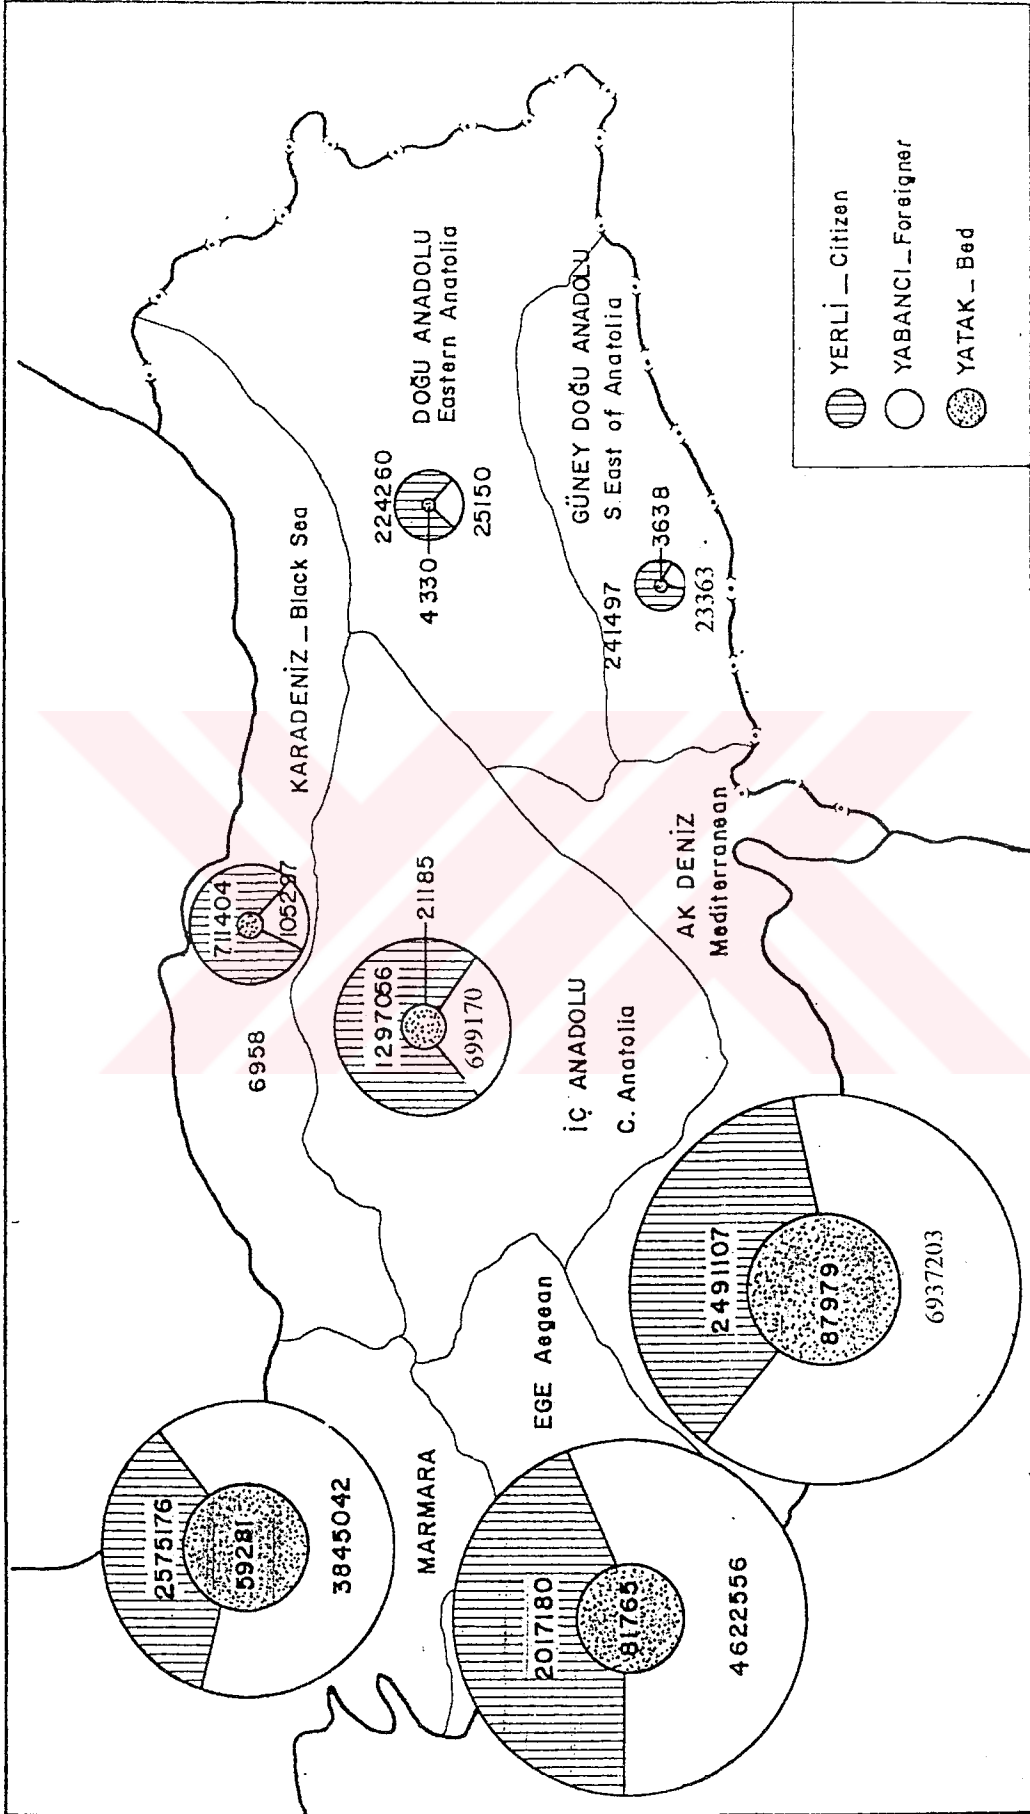 2575176
59281
3845042
MARMARA
2017180
81765
4622556
EGE Aegean
2491107
87979
6937203
6958
711404
105297
KARADENİZ _ Black Sea
1297056
21185
699170
İÇ ANADOLU
C. Anatolia
AK DENİZ
Mediterranean
224260
4330
25150
DOĞU ANADOLU
Eastern Anatolia
241497
3638
23363
GÜNEY DOĞU ANADOLU
S. East of Anatolia
YERLİ _ Citizen
YABANCI _ Foreigner
YATAK _ Bed